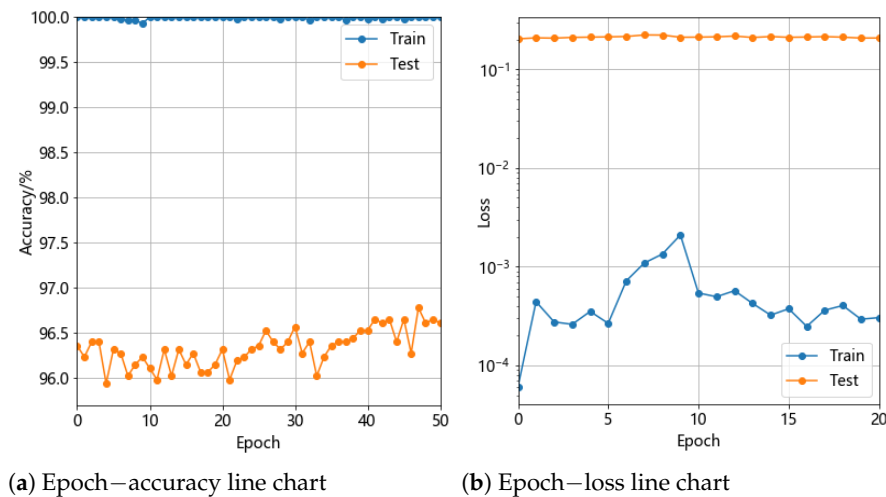 100.0
99.5
99.0
98.5
98.0
97.5
97.0
96.5
96.0
Accuracy/%
Train
Test
0 10 20 30 40 50
Epoch
(a) Epoch−accuracy line chart
10⁻¹
10⁻²
10⁻³
10⁻⁴
Loss
Train
Test
0 5 10 15 20
Epoch
(b) Epoch−loss line chart